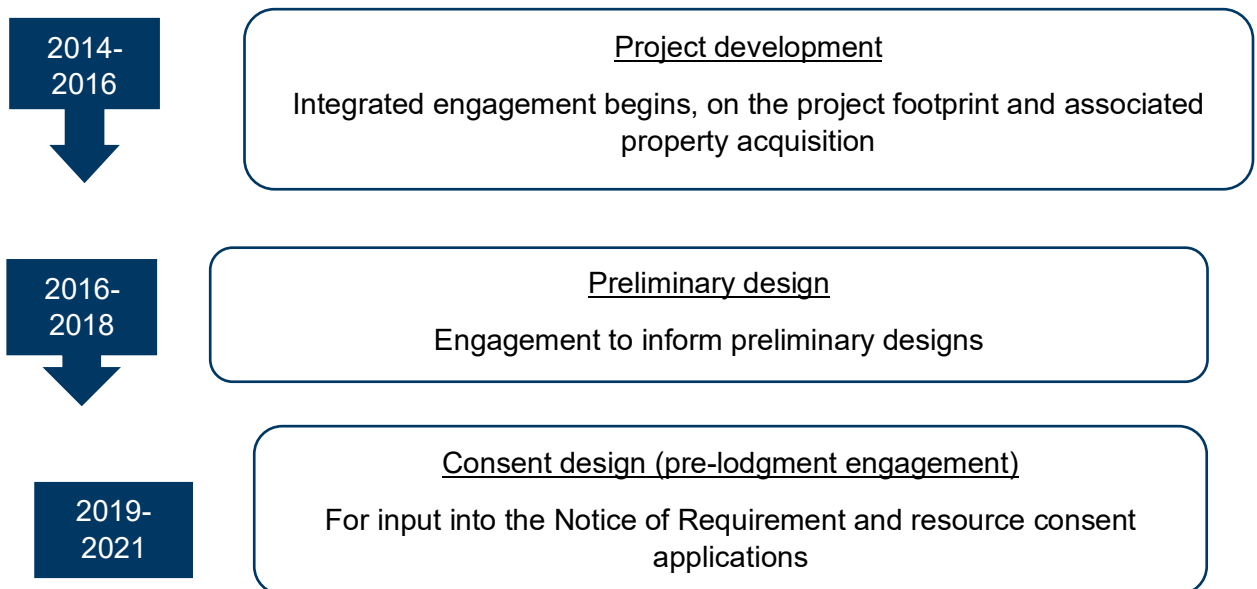 2014-
2016
Project development
Integrated engagement begins, on the project footprint and associated
property acquisition
2016-
2018
Preliminary design
Engagement to inform preliminary designs
2019-
2021
Consent design (pre-lodgment engagement)
For input into the Notice of Requirement and resource consent
applications